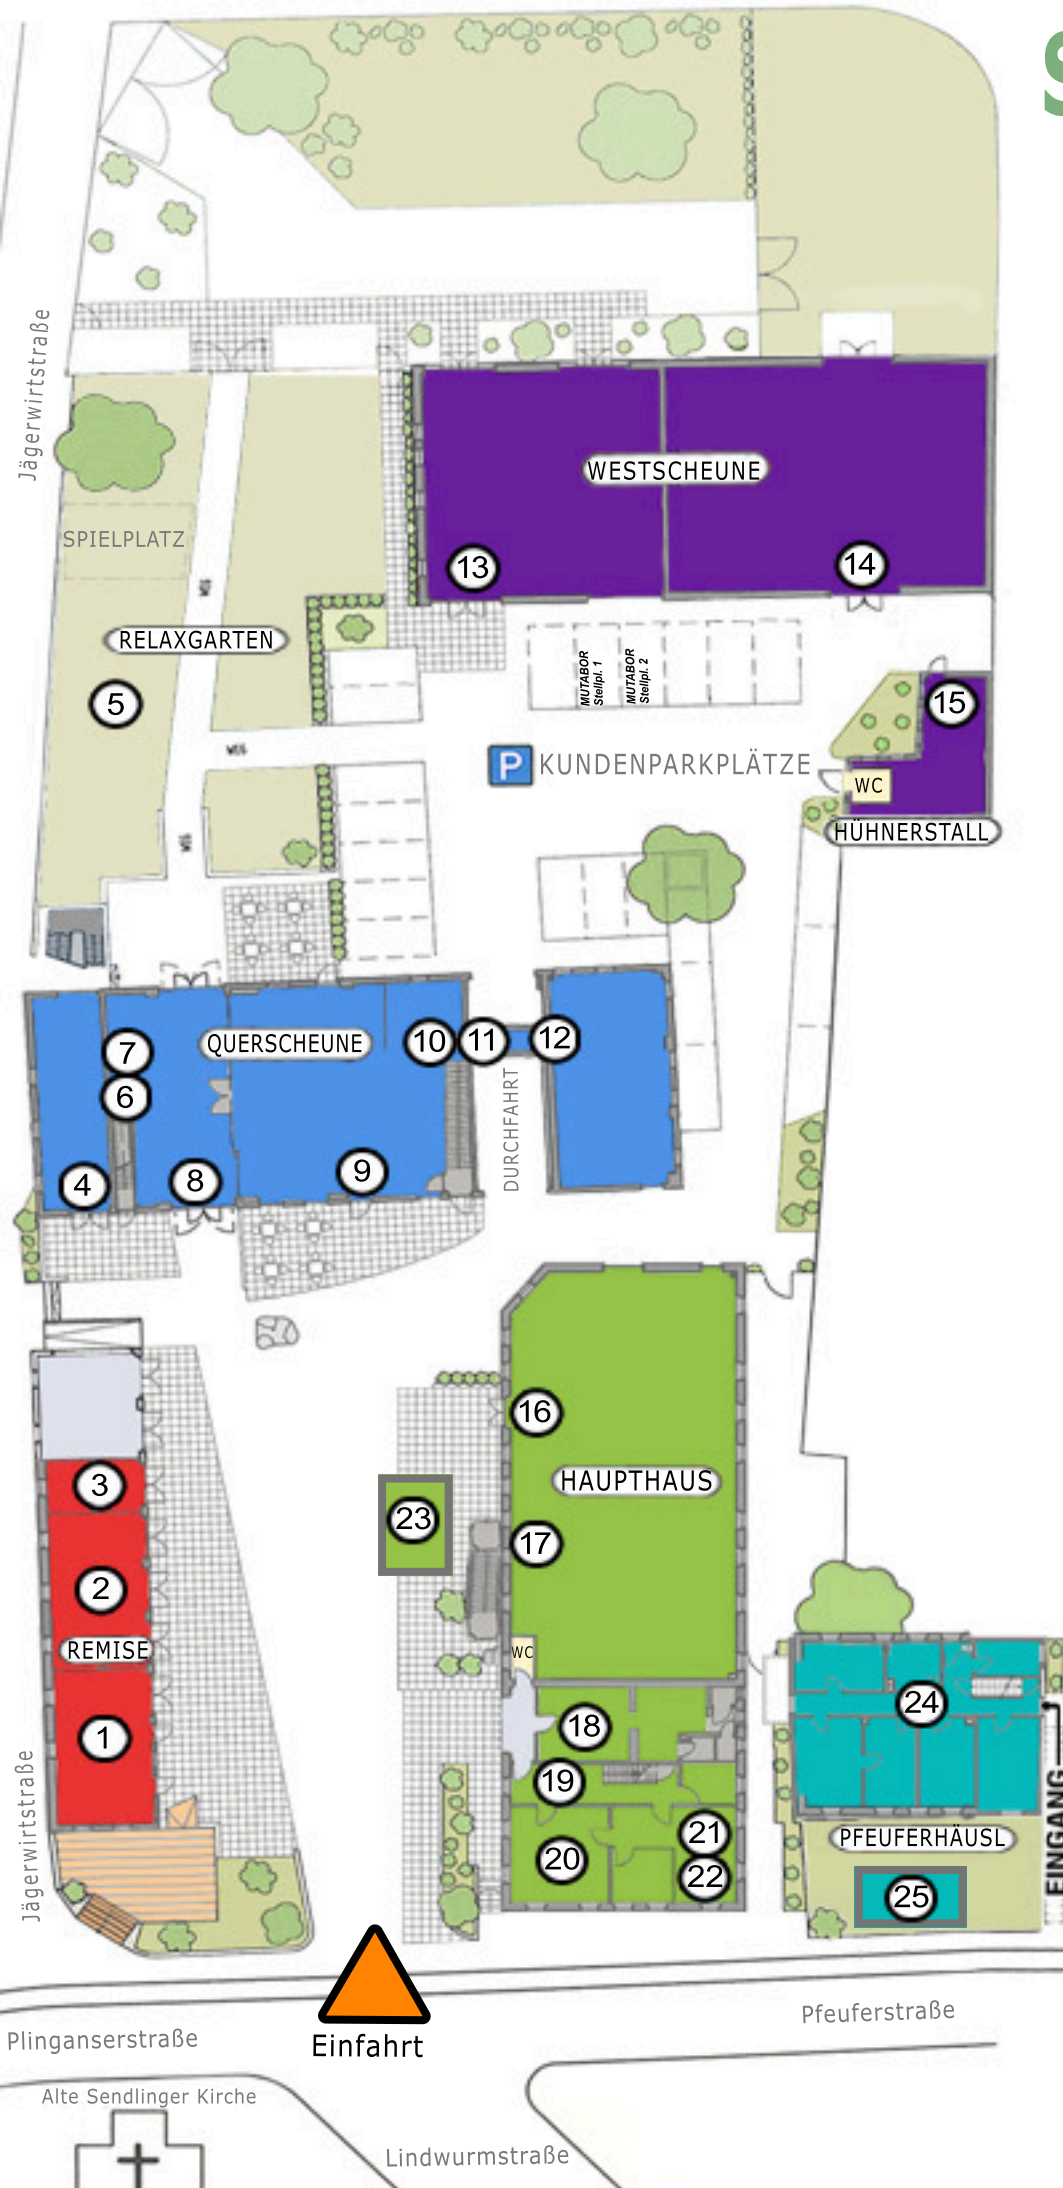 S
Jägerwirtstraße
WESTSCHEUNE
SPIELPLATZ
13
14
RELAXGARTEN
MUTABOR
Stellpl. 1
MUTABOR
Stellpl. 2
5
15
P KUNDENPARKPLÄTZE
WC
HÜHNERSTALL
7
QUERSCHEUNE
10
11
12
6
DURCHFAHRT
4
8
9
16
3
HAUPTHAUS
23
17
2
REMISE
WC
1
18
24
19
Jägerwirtstraße
21
20
22
PFEUFERHÄUSL
EINGANG
25
Pfeuferstraße
Plinganserstraße
Einfahrt
Alte Sendlinger Kirche
Lindwurmstraße